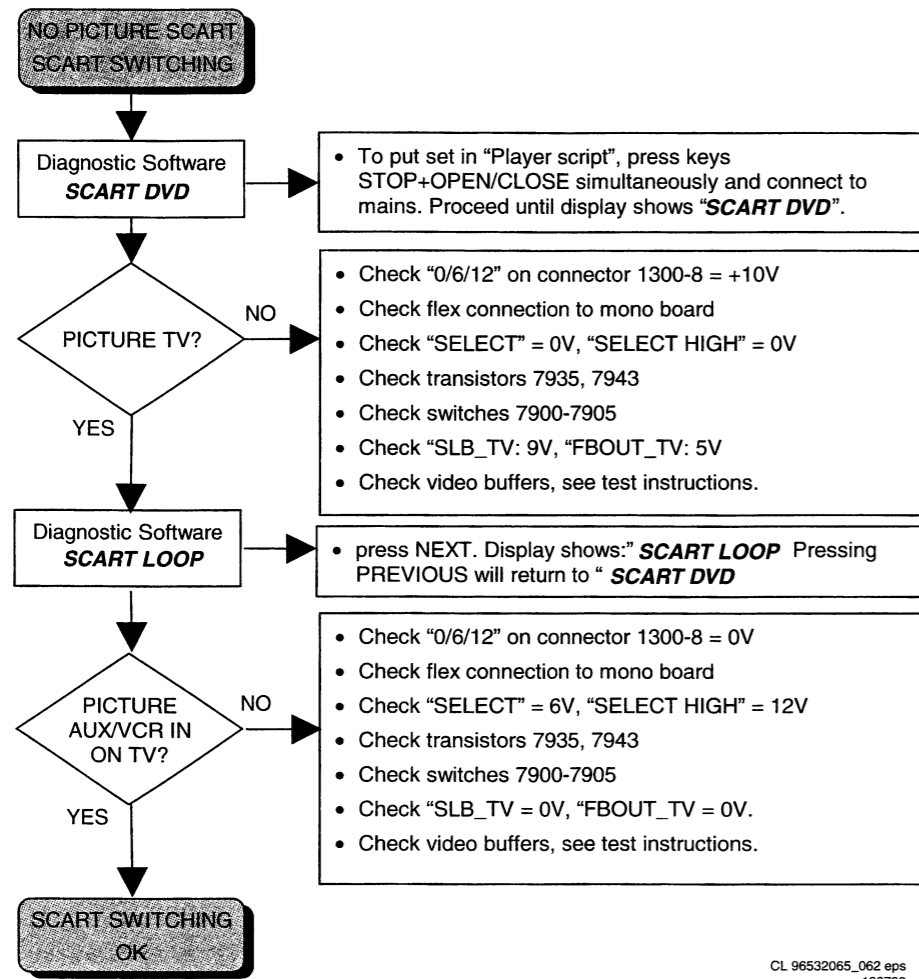 NO PICTURE SCART
SCART SWITCHING
Diagnostic Software
SCART DVD
• To put set in “Player script”, press keys
STOP+OPEN/CLOSE simultaneously and connect to
mains. Proceed until display shows “SCART DVD”.
PICTURE TV?
NO
YES
• Check “0/6/12” on connector 1300-8 = +10V
• Check flex connection to mono board
• Check “SELECT” = 0V, “SELECT HIGH” = 0V
• Check transistors 7935, 7943
• Check switches 7900-7905
• Check “SLB_TV: 9V, “FBOUT_TV: 5V
• Check video buffers, see test instructions.
Diagnostic Software
SCART LOOP
• press NEXT. Display shows:” SCART LOOP Pressing
PREVIOUS will return to “ SCART DVD
PICTURE
AUX/VCR IN
ON TV?
NO
YES
• Check “0/6/12” on connector 1300-8 = 0V
• Check flex connection to mono board
• Check “SELECT” = 6V, “SELECT HIGH” = 12V
• Check transistors 7935, 7943
• Check switches 7900-7905
• Check “SLB_TV = 0V, “FBOUT_TV = 0V.
• Check video buffers, see test instructions.
SCART SWITCHING
OK
CL 96532065_062 eps